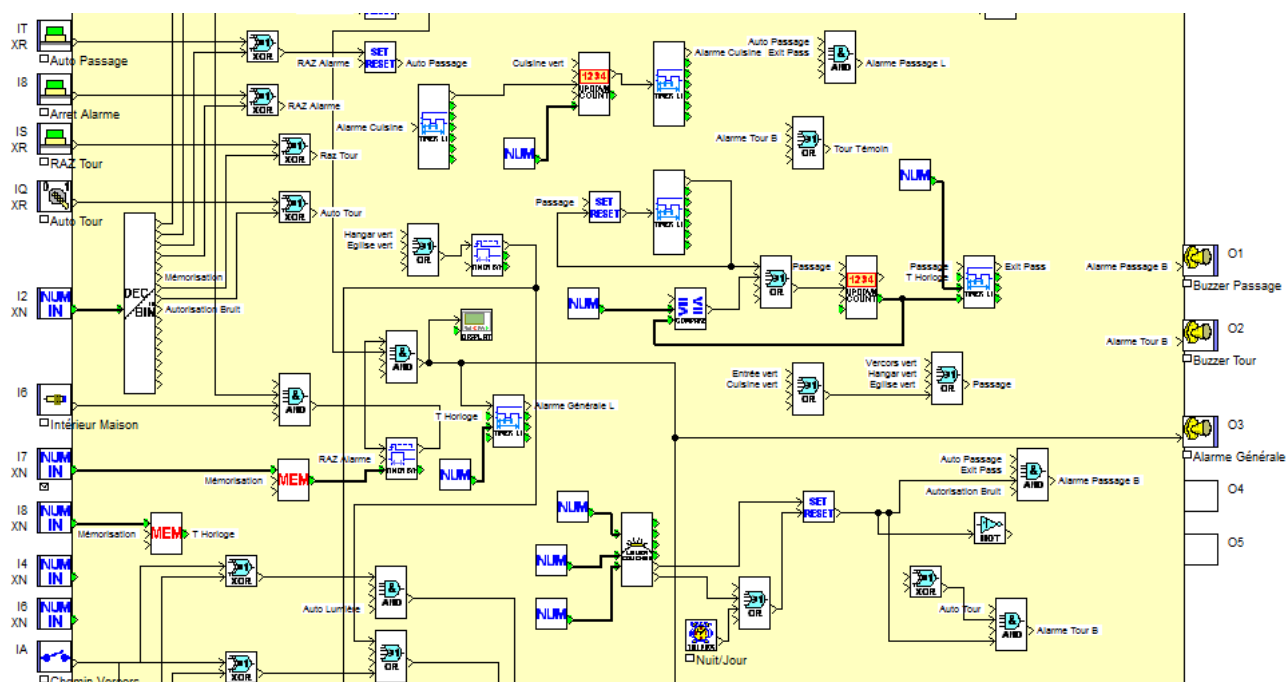 IT
XR
Auto Passage
I8
Arret Alarme
IS
XR
RAZ Tour
IQ
XR
0 1
Auto Tour
I2
XN
NUM
IN
I6
Intérieur Maison
I7
XN
NUM
IN
I8
XN
NUM
IN
I4
XN
NUM
IN
I6
XN
NUM
IN
IA
XOR
RAZ Alarme
SET
RESET
Auto Passage
XOR
RAZ Alarme
XOR
Raz Tour
XOR
Auto Tour
DEC
BIN
Mémorisation
Autorisation Bruit
Alarme Cuisine
Cuisine vert
1234
COUNT
NUM
Alarme Cuisine
Exit Pass
Auto Passage
AND
Alarme Passage L
Alarme Tour B
OR
Tour Témoin
NUM
Passage
SET
RESET
Hangar vert
Eglise vert
OR
NUM
OR
Passage
1234
COUNT
Passage
T Horloge
Exit Pass
Alarme Passage B
O1
Buzzer Passage
Alarme Tour B
O2
Buzzer Tour
AND
AND
Entrée vert
Cuisine vert
OR
Vercors vert
Hangar vert
Eglise vert
OR
Passage
T Horloge
Alarme Générale L
O3
Alarme Générale
RAZ Alarme
NUM
Mémorisation
MEM
Mémorisation
MEM
T Horloge
Auto Passage
Exit Pass
Autorisation Bruit
AND
Alarme Passage B
O4
O5
NUM
NUM
NUM
SET
RESET
NOT
XOR
AND
Auto Lumière
OR
XOR
OR
Nuit/Jour
XOR
Auto Tour
AND
Alarme Tour B